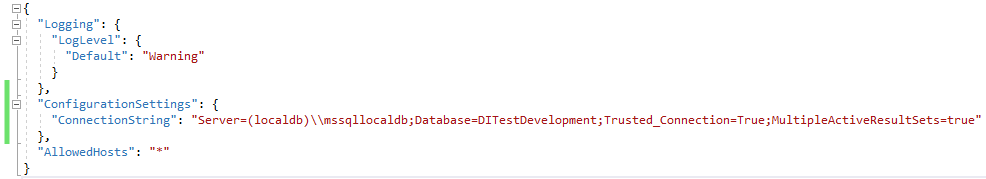 {
"Logging": {
"LogLevel": {
"Default": "Warning"
}
},
"ConfigurationSettings": {
"ConnectionString": "Server=(localdb)\\mssqllocaldb;Database=DITestDevelopment;Trusted_Connection=True;MultipleActiveResultSets=true"
},
"AllowedHosts": "*"
}